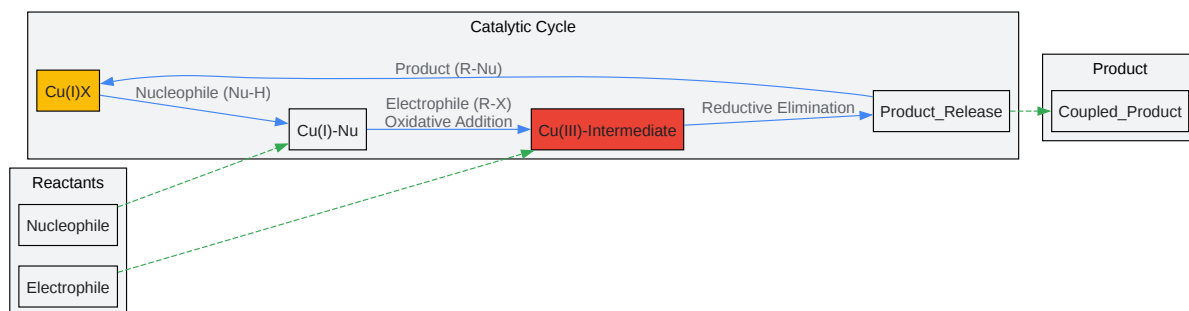 Catalytic Cycle
Product (R-Nu)
Cu(I)X
Nucleophile (Nu-H)
Cu(I)-Nu
Electrophile (R-X)
Oxidative Addition
Cu(III)-Intermediate
Reductive Elimination
Product_Release
Product
Coupled_Product
Reactants
Nucleophile
Electrophile